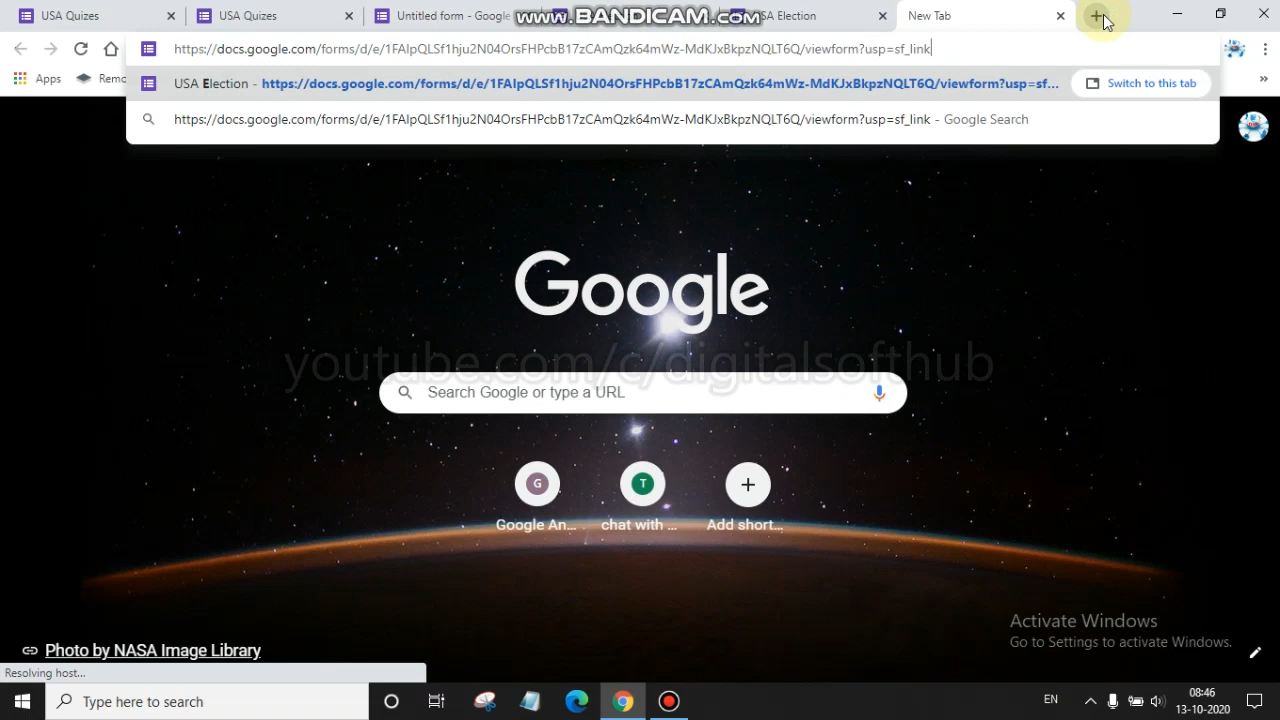 USA Quizes
USA Quizes
Untitled form - Google
www.BANDICAM.com
SA Election
New Tab
https://docs.google.com/forms/d/e/1FAIpQLSf1hju2N04OrsFHPcbB17zCAmQzk64mWz-MdKJxBkpzNQLT6Q/viewform?usp=sf_link
Apps
Remo
USA Election - https://docs.google.com/forms/d/e/1FAIpQLSf1hju2N04OrsFHPcbB17zCAmQzk64mWz-MdKJxBkpzNQLT6Q/viewform?usp=sf...
Switch to this tab
https://docs.google.com/forms/d/e/1FAIpQLSf1hju2N04OrsFHPcbB17zCAmQzk64mWz-MdKJxBkpzNQLT6Q/viewform?usp=sf_link - Google Search
Google
youtube.com/c/digitalsofthub
Search Google or type a URL
G
T
Google An...
chat with ...
Add short...
Activate Windows
Go to Settings to activate Windows.
Photo by NASA Image Library
Resolving host...
Type here to search
EN
08:46
13-10-2020